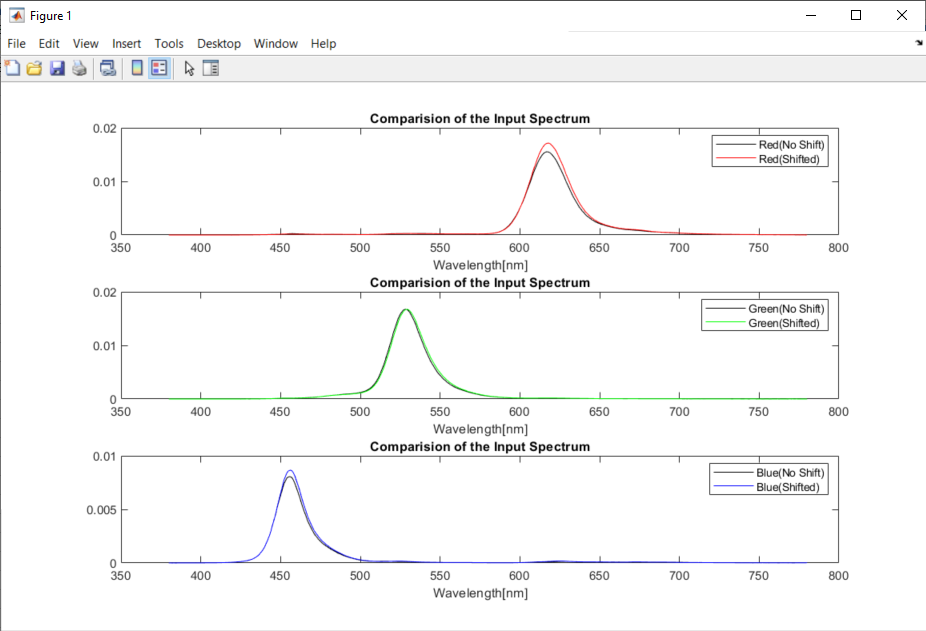 Figure 1
File Edit View Insert Tools Desktop Window Help
Comparision of the Input Spectrum
0.02
0.01
0
350 400 450 500 550 600 650 700 750 800
Wavelength[nm]
Red(No Shift)
Red(Shifted)
Comparision of the Input Spectrum
0.02
0.01
0
350 400 450 500 550 600 650 700 750 800
Wavelength[nm]
Green(No Shift)
Green(Shifted)
Comparision of the Input Spectrum
0.01
0.005
0
350 400 450 500 550 600 650 700 750 800
Wavelength[nm]
Blue(No Shift)
Blue(Shifted)